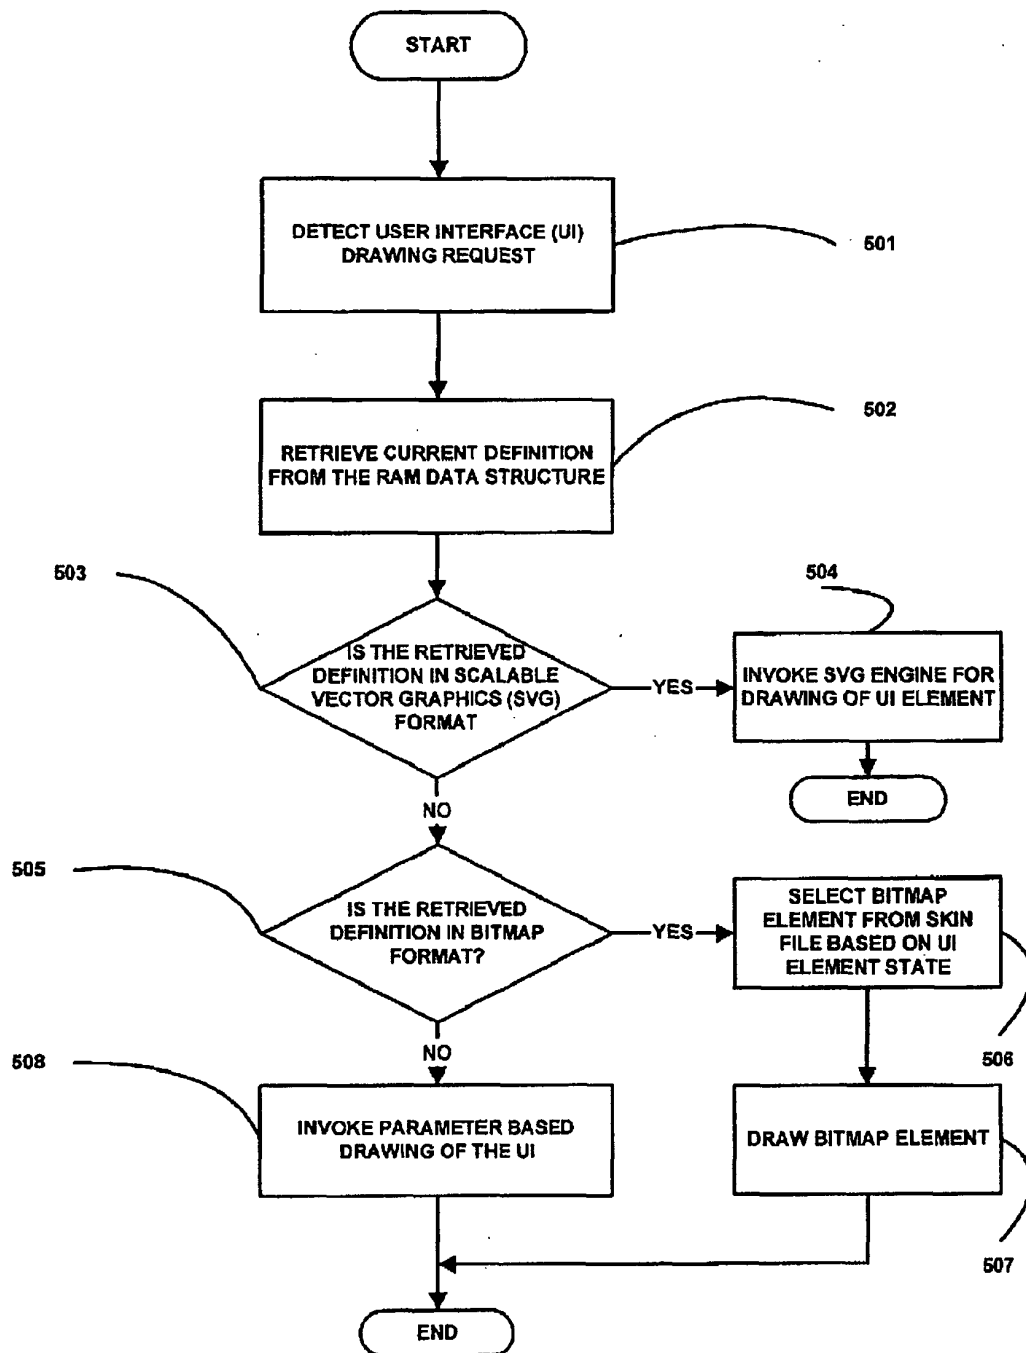 START
DETECT USER INTERFACE (UI)
DRAWING REQUEST
501
RETRIEVE CURRENT DEFINITION
FROM THE RAM DATA STRUCTURE
502
503
IS THE RETRIEVED
DEFINITION IN SCALABLE
VECTOR GRAPHICS (SVG)
FORMAT
YES
504
INVOKE SVG ENGINE FOR
DRAWING OF UI ELEMENT
END
NO
505
IS THE RETRIEVED
DEFINITION IN BITMAP
FORMAT?
YES
SELECT BITMAP
ELEMENT FROM SKIN
FILE BASED ON UI
ELEMENT STATE
506
NO
508
INVOKE PARAMETER BASED
DRAWING OF THE UI
DRAW BITMAP ELEMENT
507
END